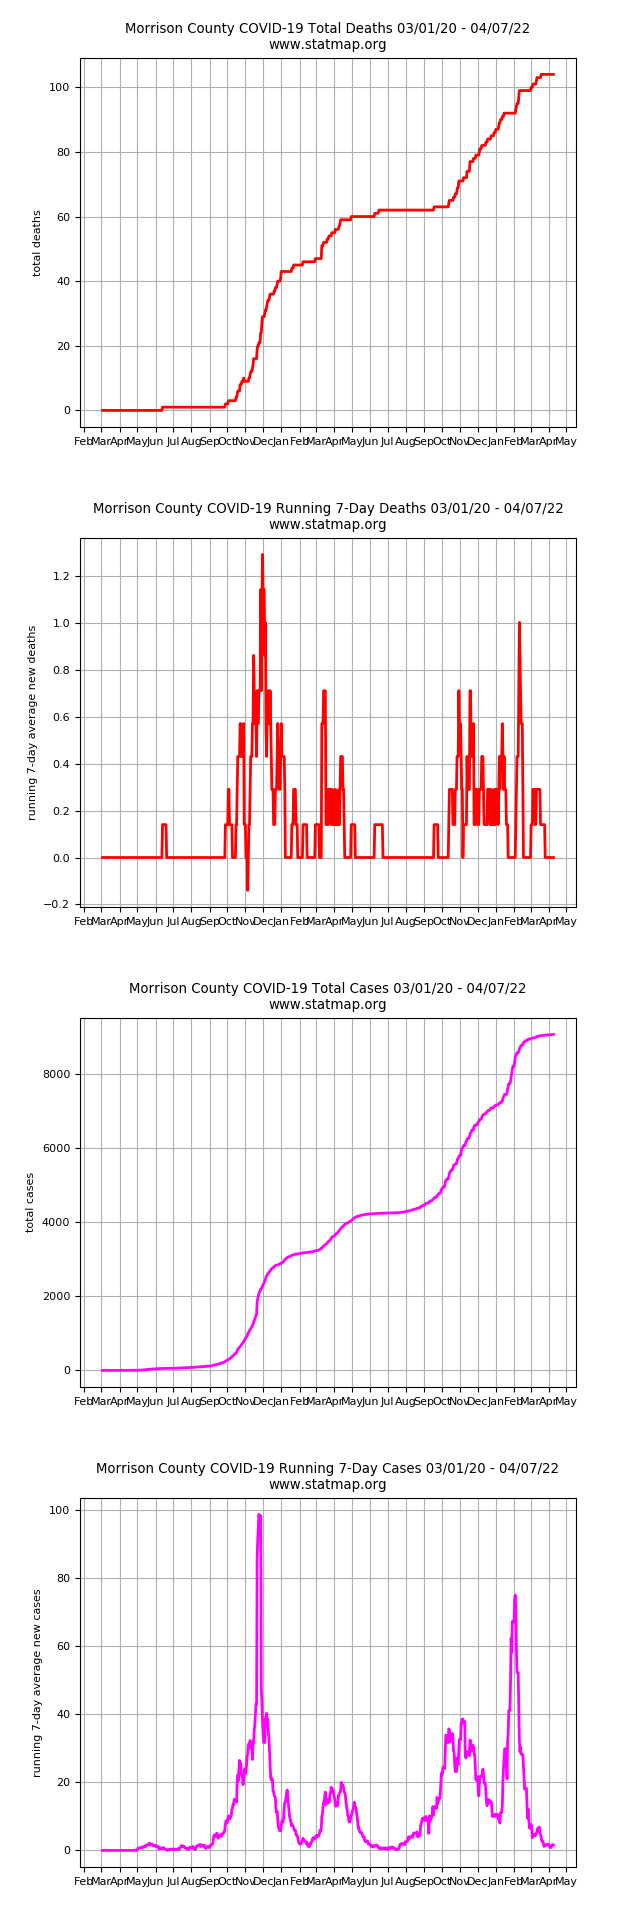 Morrison County COVID-19 Total Deaths 03/01/20 - 04/07/22
www.statmap.org
100
80
60
40
20
0
total deaths
Feb Mar Apr May Jun Jul Aug Sep Oct Nov Dec Jan Feb Mar Apr May Jun Jul Aug Sep Oct Nov Dec Jan Feb Mar Apr May
Morrison County COVID-19 Running 7-Day Deaths 03/01/20 - 04/07/22
www.statmap.org
1.2
1.0
0.8
0.6
0.4
0.2
0.0
−0.2
running 7-day average new deaths
Feb Mar Apr May Jun Jul Aug Sep Oct Nov Dec Jan Feb Mar Apr May Jun Jul Aug Sep Oct Nov Dec Jan Feb Mar Apr May
Morrison County COVID-19 Total Cases 03/01/20 - 04/07/22
www.statmap.org
8000
6000
4000
2000
0
total cases
Feb Mar Apr May Jun Jul Aug Sep Oct Nov Dec Jan Feb Mar Apr May Jun Jul Aug Sep Oct Nov Dec Jan Feb Mar Apr May
Morrison County COVID-19 Running 7-Day Cases 03/01/20 - 04/07/22
www.statmap.org
100
80
60
40
20
0
running 7-day average new cases
Feb Mar Apr May Jun Jul Aug Sep Oct Nov Dec Jan Feb Mar Apr May Jun Jul Aug Sep Oct Nov Dec Jan Feb Mar Apr May